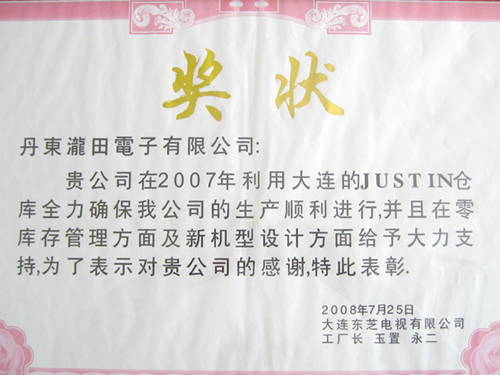 奖状
丹東瀧田電子有限公司:
贵公司在2007年利用大连的JUSTIN仓
库全力确保我公司的生产顺利进行,并且在零
库存管理方面及新机型设计方面给予大力支
持,为了表示对贵公司的感谢,特此表彰.
2008年7月25日
大连东芝电视有限公司
工厂长 玉置 永二